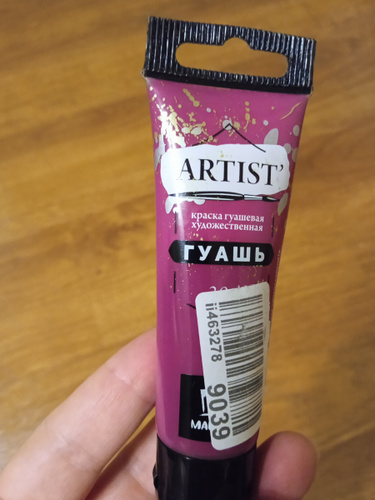 ARTIST'
краска гуашевая
художественная
ГУАШЬ
ii463278
9039